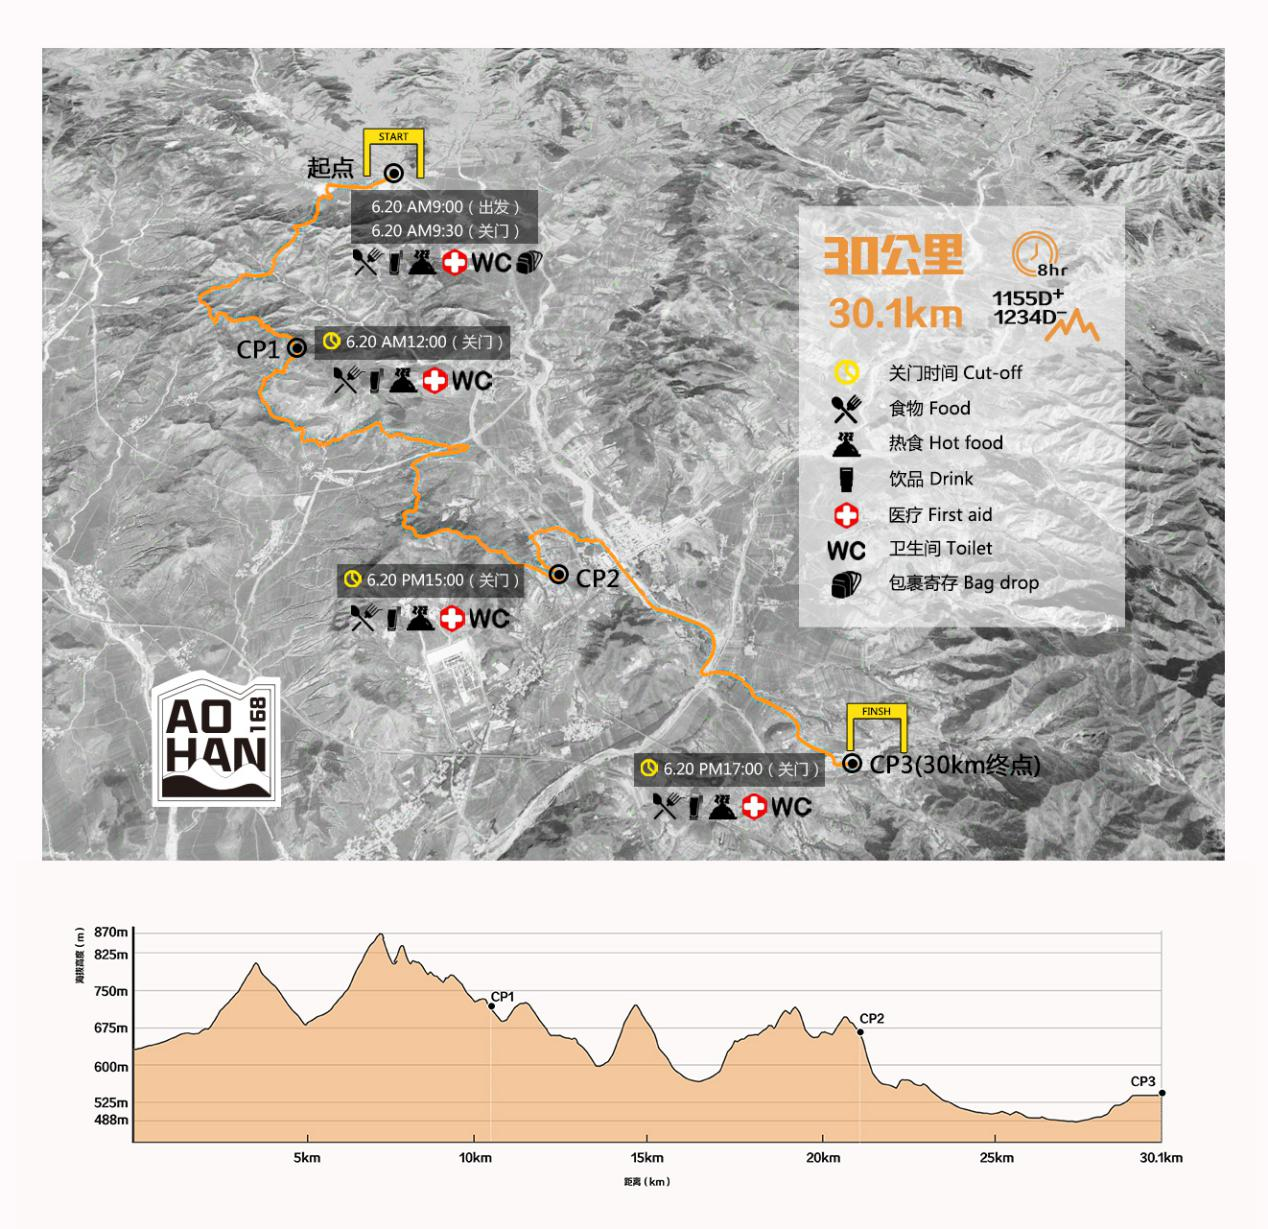 START
起点
6.20 AM9:00 ( 出发 )
6.20 AM9:30 ( 关门 )
WC
CP1
6.20 AM12:00 ( 关门 )
WC
30公里
8hr
30.1km
1155D+
1234D-
关门时间 Cut-off
食物 Food
热食 Hot food
饮品 Drink
医疗 First aid
WC 卫生间 Toilet
包裹寄存 Bag drop
6.20 PM15:00 ( 关门 )
CP2
WC
AO
HAN
168
FINSH
6.20 PM17:00 ( 关门 )
CP3(30km终点)
WC
海拔高度 ( m )
870m
825m
750m
675m
600m
525m
488m
CP1
CP2
CP3
5km
10km
15km
20km
25km
30.1km
距离 ( km )